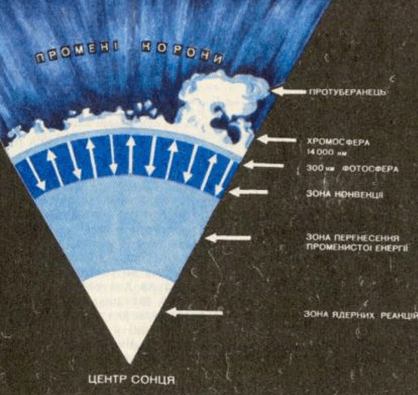 ПРОМЕНІ КОРОНИ
ПРОТУБЕРАНЕЦЬ
ХРОМОСФЕРА
14.000 км
300 км ФОТОСФЕРА
ЗОНА КОНВЕНЦІЇ
ЗОНА ПЕРЕНЕСЕННЯ
ПРОМЕНИСТОЇ ЕНЕРГІЇ
ЗОНА ЯДЕРНИХ РЕАКЦІЙ
ЦЕНТР СОНЦЯ